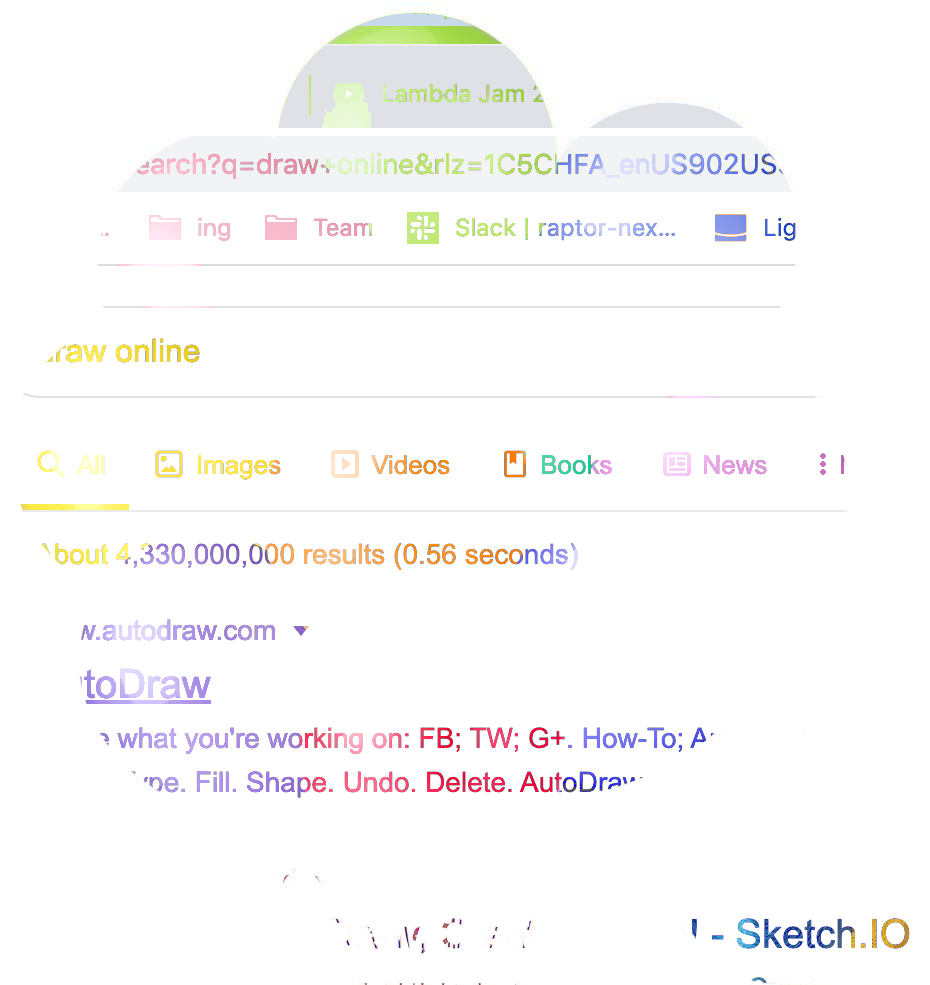 Lambda Jam 2
earch?q=draw+online&rlz=1C5CHFA_enUS902US
.. ing Team Slack | raptor-nex... Lig
raw online
All Images Videos Books News
About 4,330,000,000 results (0.56 seconds)
w.autodraw.com
toDraw
e what you're working on: FB; TW; G+. How-To; A
ype. Fill. Shape. Undo. Delete. AutoDraw
- Sketch.IO